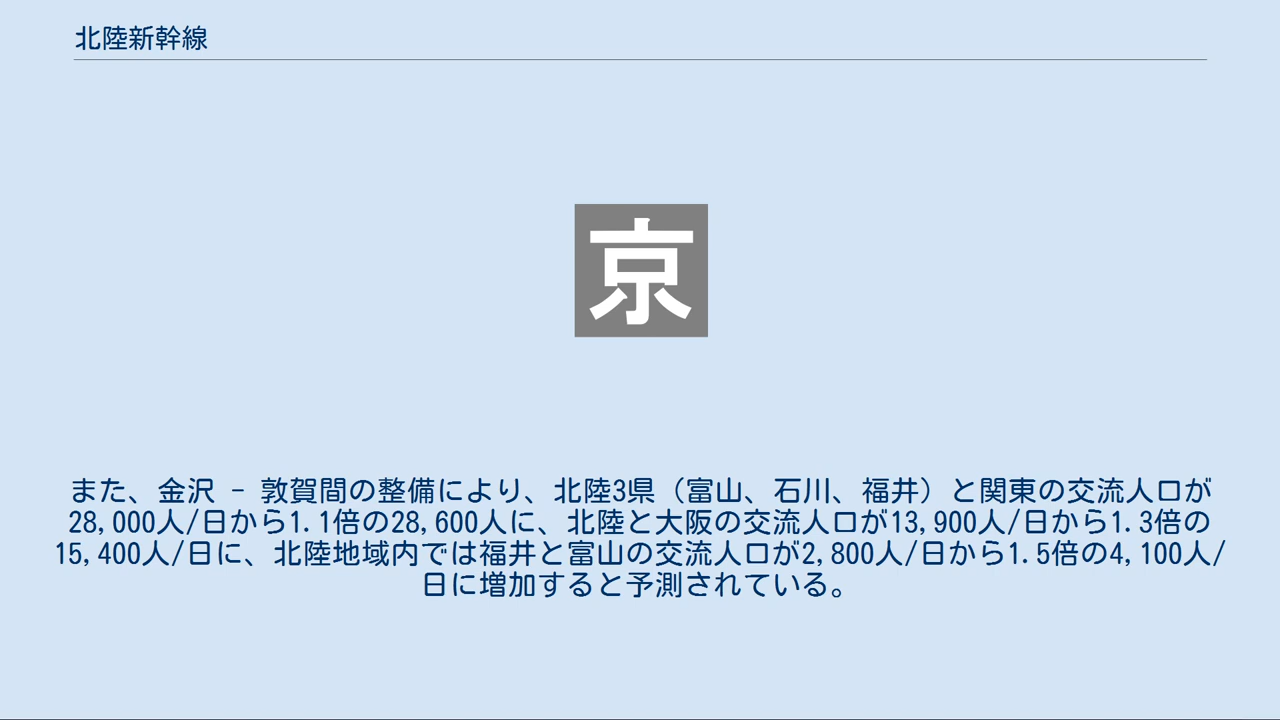 北陸新幹線
京
また、金沢 - 敦賀間の整備により、北陸3県（富山、石川、福井）と関東の交流人口が
28,000人/日から1.1倍の28,600人に、北陸と大阪の交流人口が13,900人/日から1.3倍の
15,400人/日に、北陸地域内では福井と富山の交流人口が2,800人/日から1.5倍の4,100人/
日に増加すると予測されている。